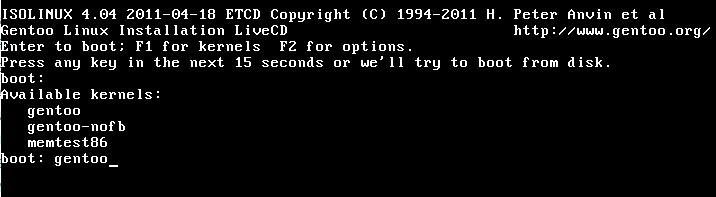 ISOLINUX 4.04 2011-04-18 ETCD Copyright (C) 1994-2011 H. Peter Anvin et al
Gentoo Linux Installation LiveCD http://www.gentoo.org/
Enter to boot; F1 for kernels  F2 for options.
Press any key in the next 15 seconds or we'll try to boot from disk.
boot:
Available kernels:
gentoo
gentoo-nofb
memtest86
boot: gentoo_